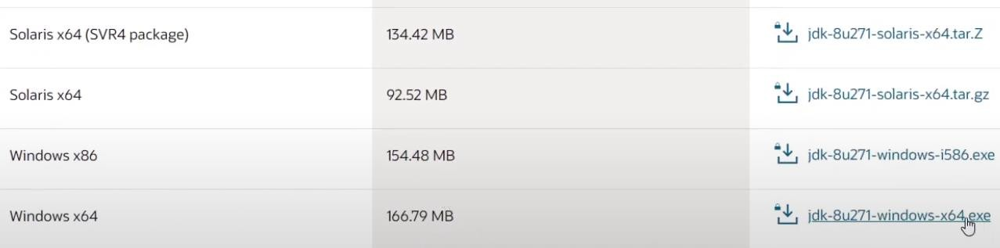 Solaris x64 (SVR4 package) 134.42 MB jdk-8u271-solaris-x64.tar.Z
Solaris x64 92.52 MB jdk-8u271-solaris-x64.tar.gz
Windows x86 154.48 MB jdk-8u271-windows-i586.exe
Windows x64 166.79 MB jdk-8u271-windows-x64.exe